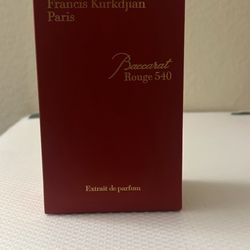 Francis Kurkdjian
Paris
Baccarat
Rouge 540
Extrait de parfum